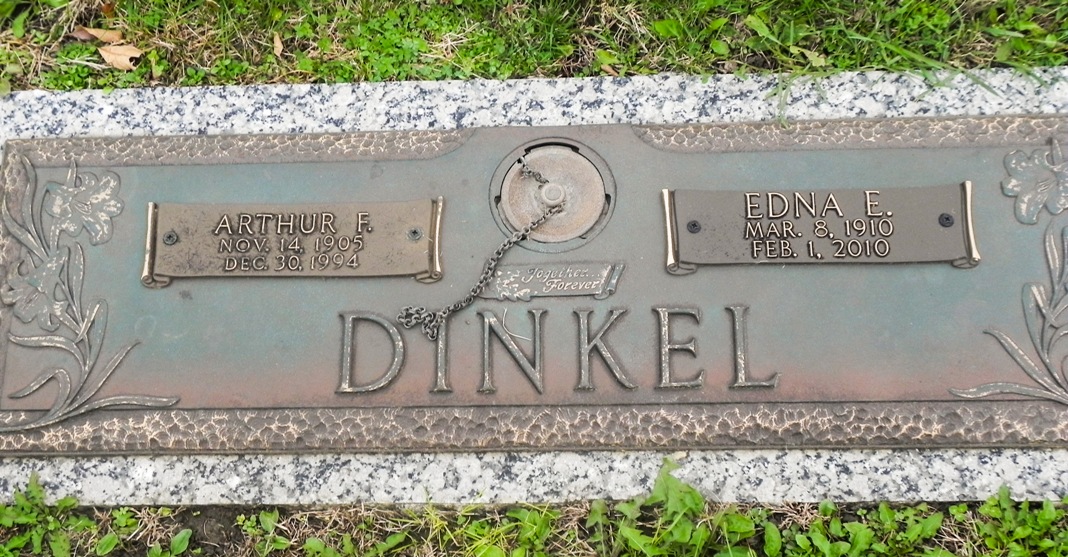 ARTHUR F.
NOV. 14, 1905
DEC. 30, 1994
EDNA E.
MAR. 8, 1910
FEB. 1, 2010
Together...
Forever
DINKEL